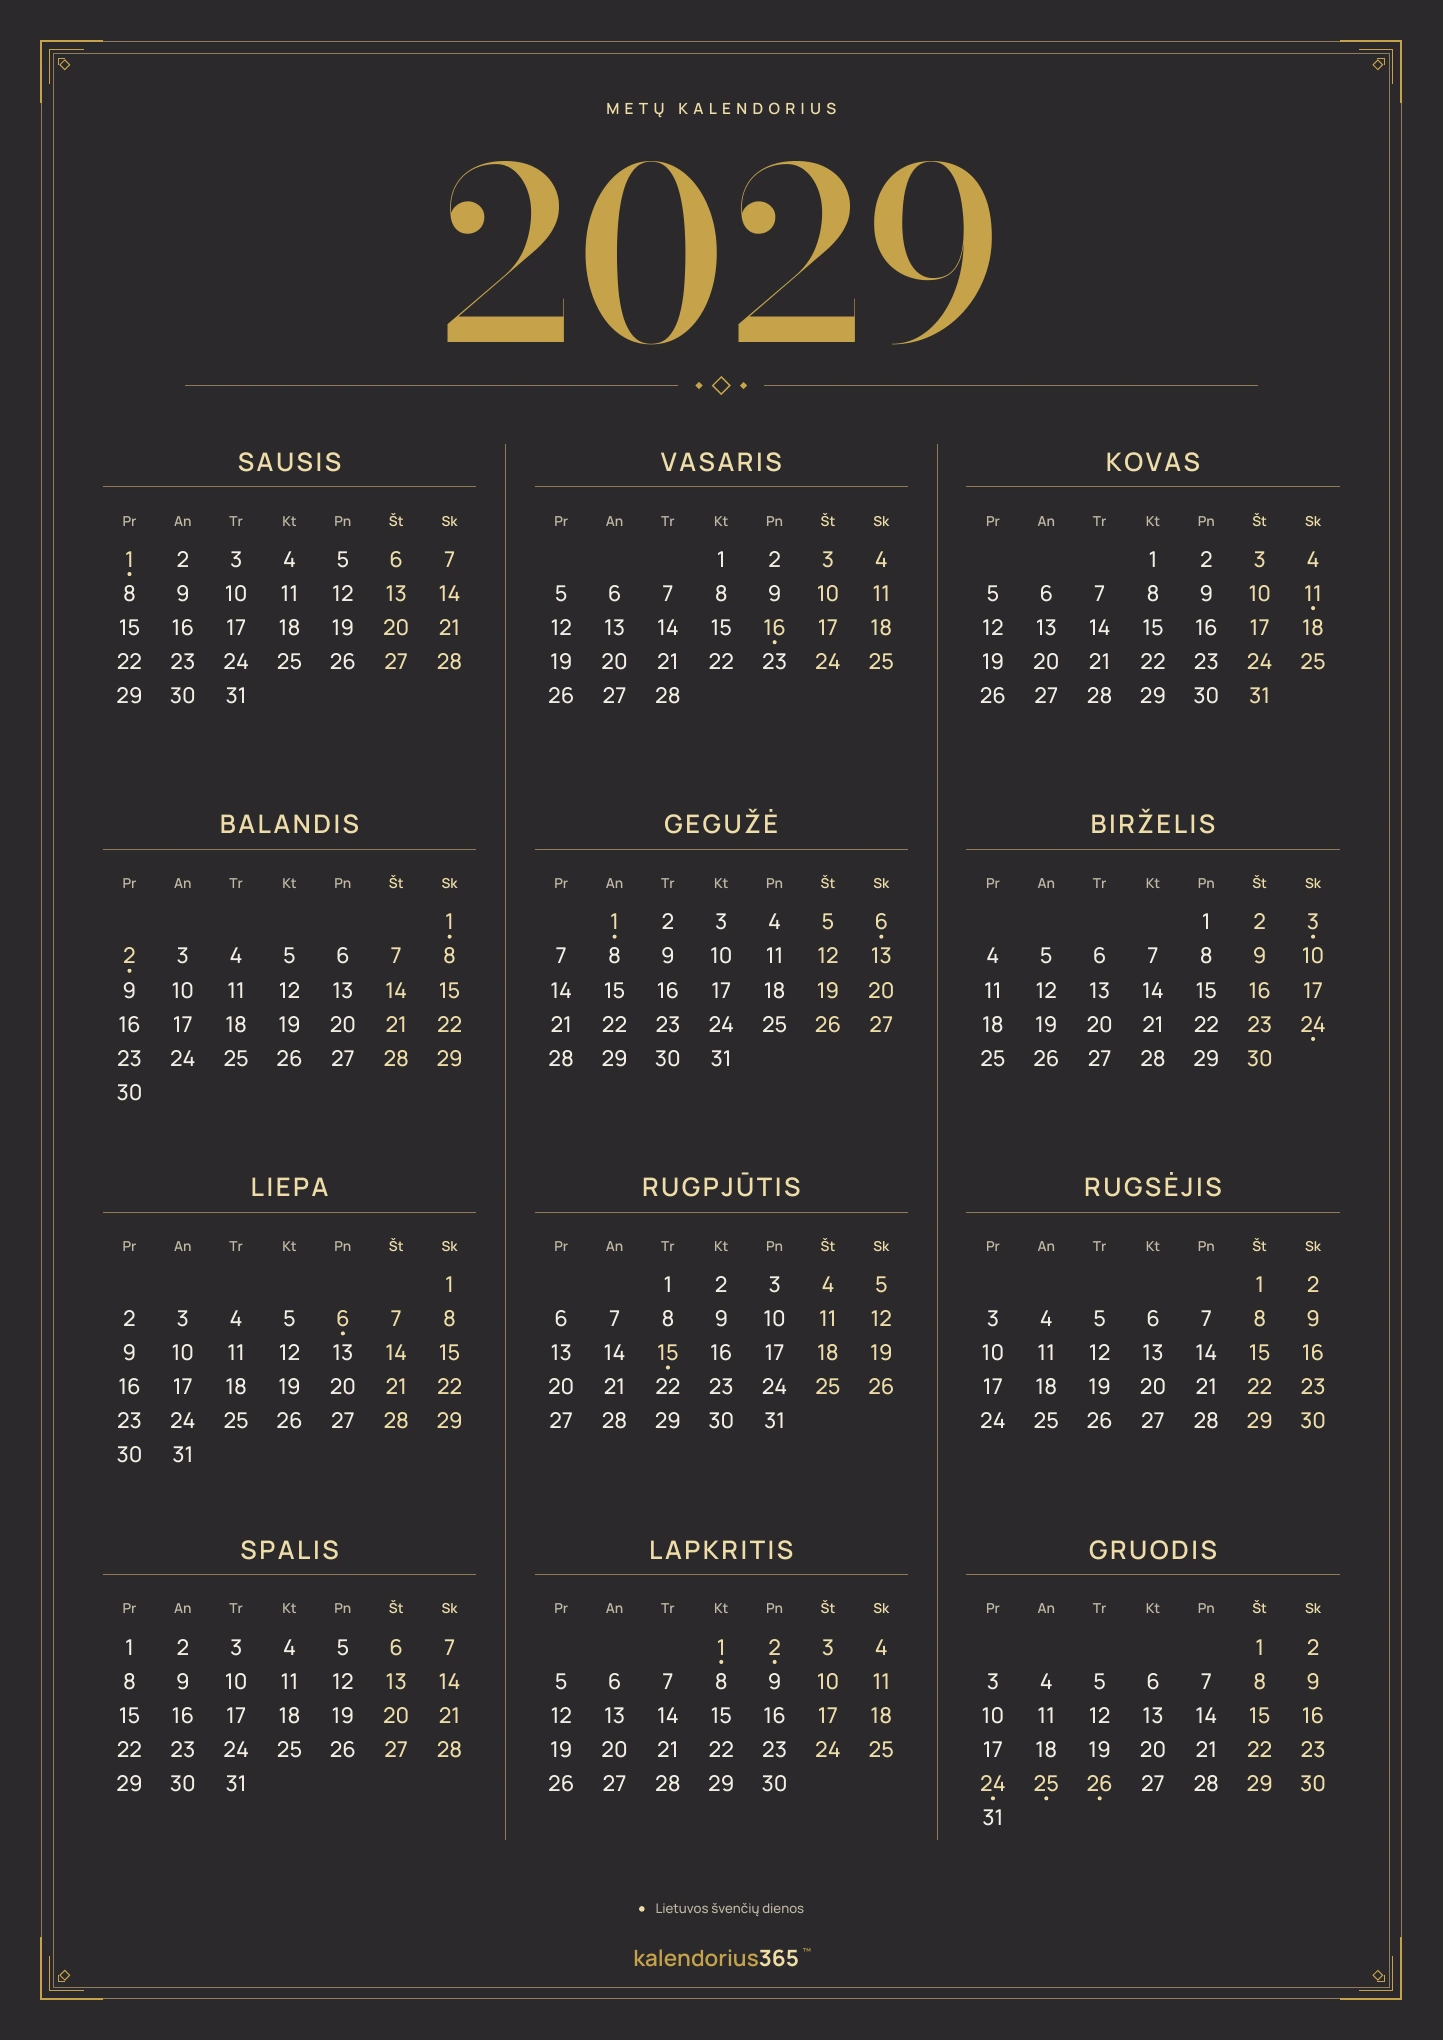 METŲ KALENDORIUS
2029
SAUSIS
Pr An Tr Kt Pn Št Sk
1 2 3 4 5 6 7
8 9 10 11 12 13 14
15 16 17 18 19 20 21
22 23 24 25 26 27 28
29 30 31
VASARIS
Pr An Tr Kt Pn Št Sk
1 2 3 4
5 6 7 8 9 10 11
12 13 14 15 16 17 18
19 20 21 22 23 24 25
26 27 28
KOVAS
Pr An Tr Kt Pn Št Sk
1 2 3 4
5 6 7 8 9 10 11
12 13 14 15 16 17 18
19 20 21 22 23 24 25
26 27 28 29 30 31
BALANDIS
Pr An Tr Kt Pn Št Sk
1
2 3 4 5 6 7 8
9 10 11 12 13 14 15
16 17 18 19 20 21 22
23 24 25 26 27 28 29
30
GEGUŽĖ
Pr An Tr Kt Pn Št Sk
1 2 3 4 5 6
7 8 9 10 11 12 13
14 15 16 17 18 19 20
21 22 23 24 25 26 27
28 29 30 31
BIRŽELIS
Pr An Tr Kt Pn Št Sk
1 2 3
4 5 6 7 8 9 10
11 12 13 14 15 16 17
18 19 20 21 22 23 24
25 26 27 28 29 30
LIEPA
Pr An Tr Kt Pn Št Sk
1
2 3 4 5 6 7 8
9 10 11 12 13 14 15
16 17 18 19 20 21 22
23 24 25 26 27 28 29
30 31
RUGPJŪTIS
Pr An Tr Kt Pn Št Sk
1 2 3 4 5
6 7 8 9 10 11 12
13 14 15 16 17 18 19
20 21 22 23 24 25 26
27 28 29 30 31
RUGSĖJIS
Pr An Tr Kt Pn Št Sk
1 2
3 4 5 6 7 8 9
10 11 12 13 14 15 16
17 18 19 20 21 22 23
24 25 26 27 28 29 30
SPALIS
Pr An Tr Kt Pn Št Sk
1 2 3 4 5 6 7
8 9 10 11 12 13 14
15 16 17 18 19 20 21
22 23 24 25 26 27 28
29 30 31
LAPKRITIS
Pr An Tr Kt Pn Št Sk
1 2 3 4
5 6 7 8 9 10 11
12 13 14 15 16 17 18
19 20 21 22 23 24 25
26 27 28 29 30
GRUODIS
Pr An Tr Kt Pn Št Sk
1 2
3 4 5 6 7 8 9
10 11 12 13 14 15 16
17 18 19 20 21 22 23
24 25 26 27 28 29 30
31
• Lietuvos švenčių dienos
kalendorius365™